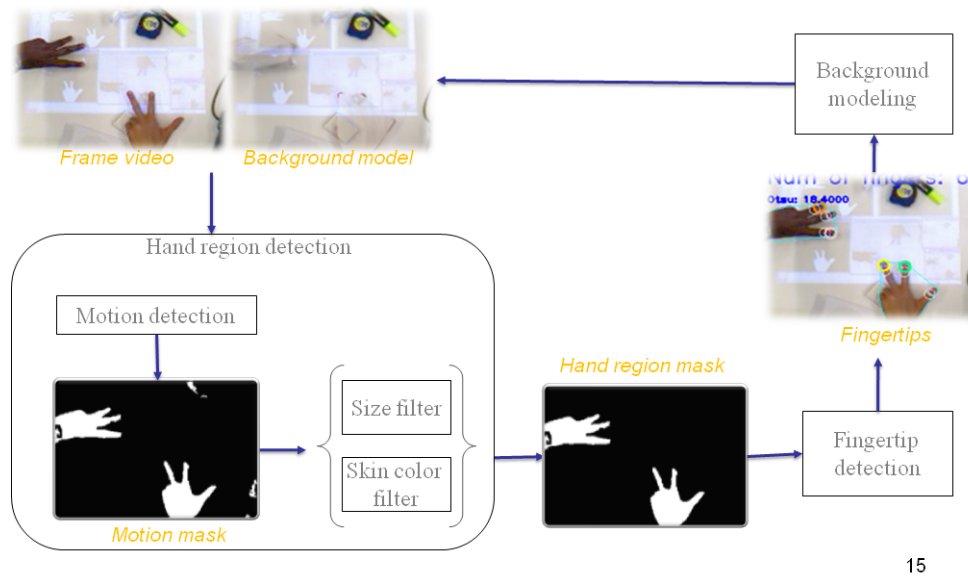 Background
modeling
Frame video
Background model
Num of fingers: 6
Otsu: 18.4000
Hand region detection
Motion detection
Fingertips
Hand region mask
Size filter
Skin color
filter
Fingertip
detection
Motion mask
15